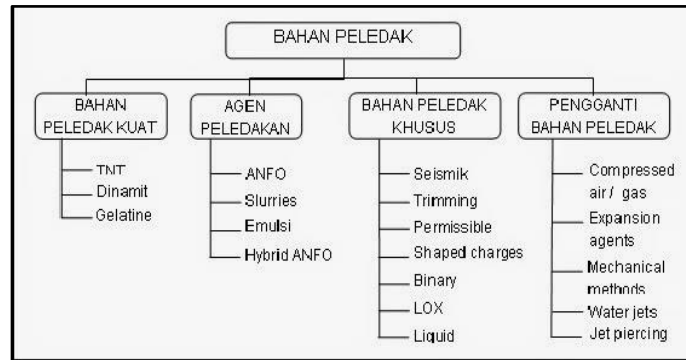 BAHAN PELEDAK
BAHAN
PELEDAK KUAT
TNT
Dinamit
Gelatine
AGEN
PELEDAKAN
ANFO
Slurries
Emulsi
Hybrid ANFO
BAHAN PELEDAK
KHUSUS
Seismik
Trimming
Permissible
Shaped charges
Binary
LOX
Liquid
PENGGANTI
BAHAN PELEDAK
Compressed
air / gas
Expansion
agents
Mechanical
methods
Water jets
Jet piercing